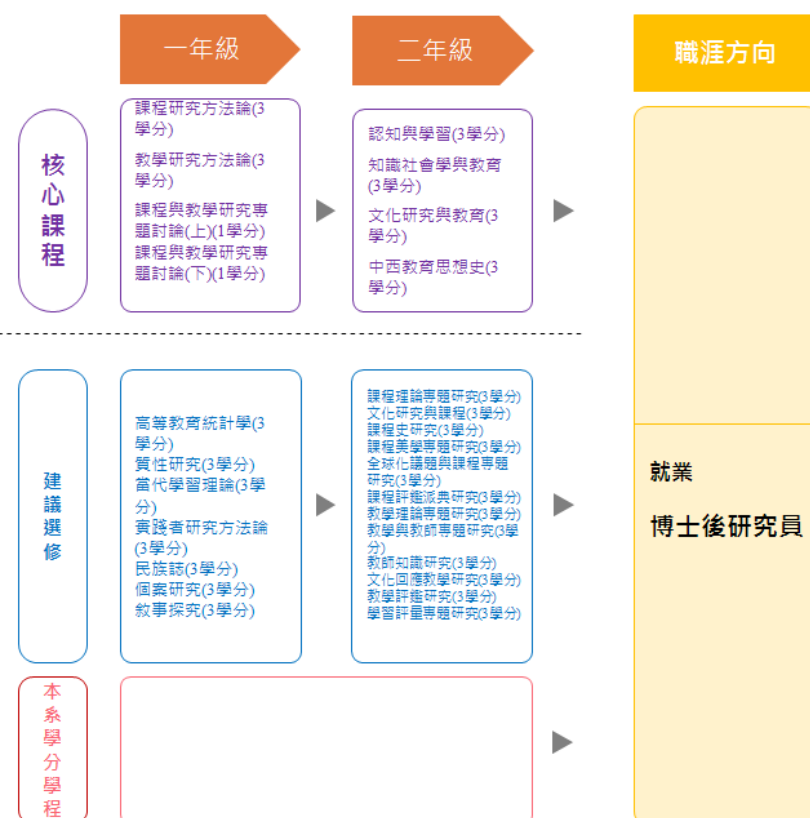 一年級
二年級
職涯方向
核
心
課
程
課程研究方法論(3
學分)
教學研究方法論(3
學分)
課程與教學研究專
題討論(上)(1學分)
課程與教學研究專
題討論(下)(1學分)
認知與學習(3學分)
知識社會學與教育
(3學分)
文化研究與教育(3
學分)
中西教育思想史(3
學分)
建
議
選
修
高等教育統計學(3
學分)
質性研究(3學分)
當代學習理論(3學
分)
實踐者研究方法論
(3學分)
民族誌(3學分)
個案研究(3學分)
敘事探究(3學分)
課程理論專題研究(3學分)
文化研究與課程(3學分)
課程史研究(3學分)
課程美學專題研究(3學分)
全球化議題與課程專題
研究(3學分)
課程評鑑派典研究(3學分)
教學理論專題研究(3學分)
教學與教師專題研究(3學
分)
教師知識研究(3學分)
文化回應教學研究(3學分)
教學評鑑研究(3學分)
學習評量專題研究(3學分)
就業
博士後研究員
本
系
學
分
學
程